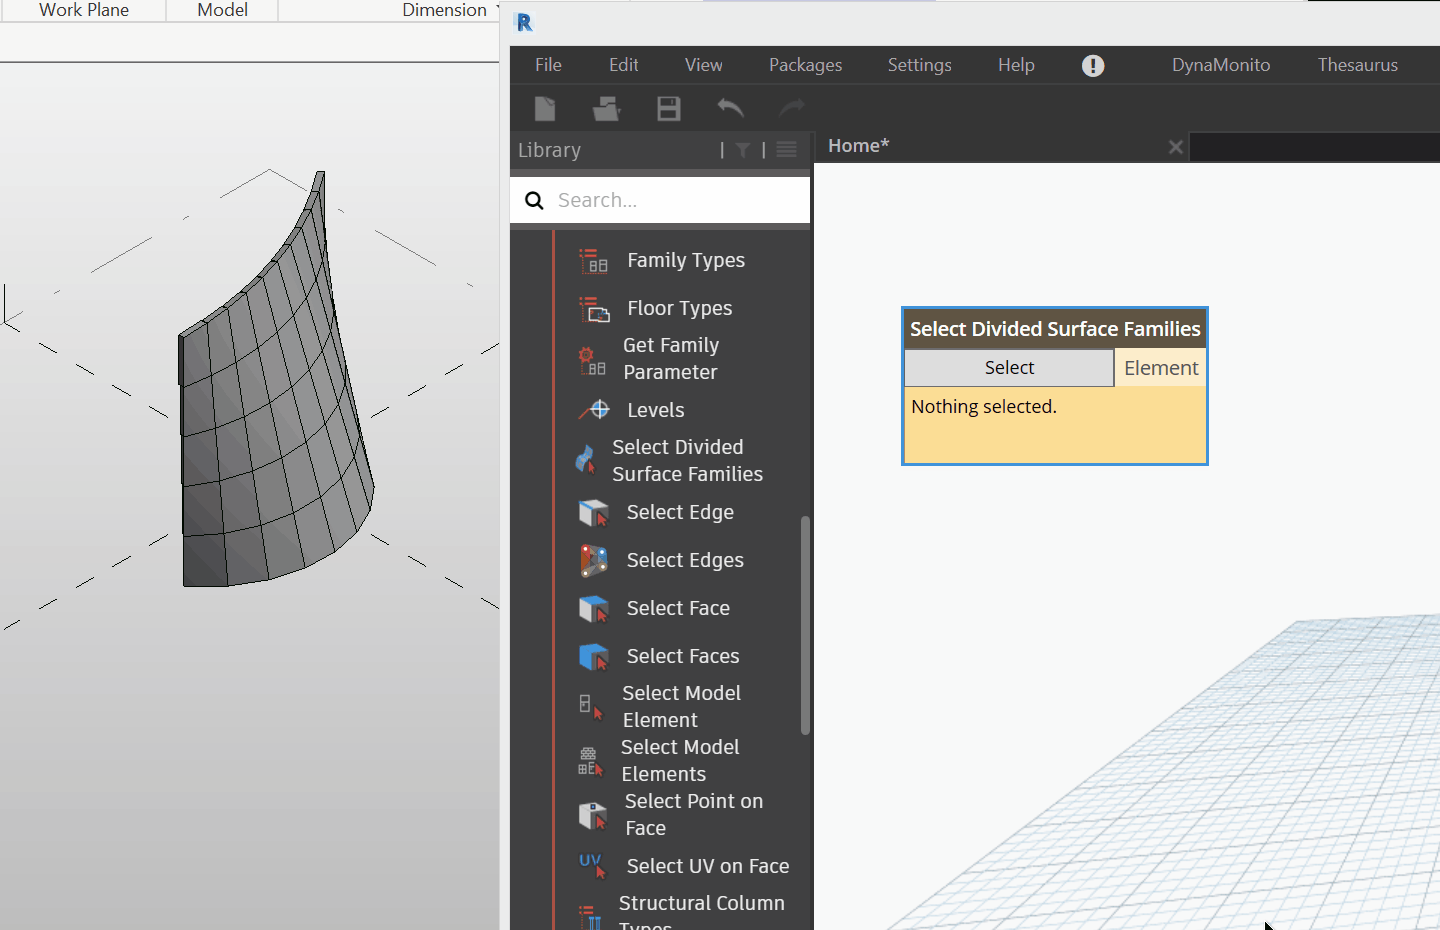 Work Plane
Model
Dimension
R
File Edit View Packages Settings Help ! DynaMonito Thesaurus
Library
Home*
Search...
Family Types
Floor Types
Get Family
Parameter
Levels
Select Divided
Surface Families
Select Edge
Select Edges
Select Face
Select Faces
Select Model
Element
Select Model
Elements
Select Point on
Face
UV
Select UV on Face
Structural Column
Types
Select Divided Surface Families
Select Element
Nothing selected.